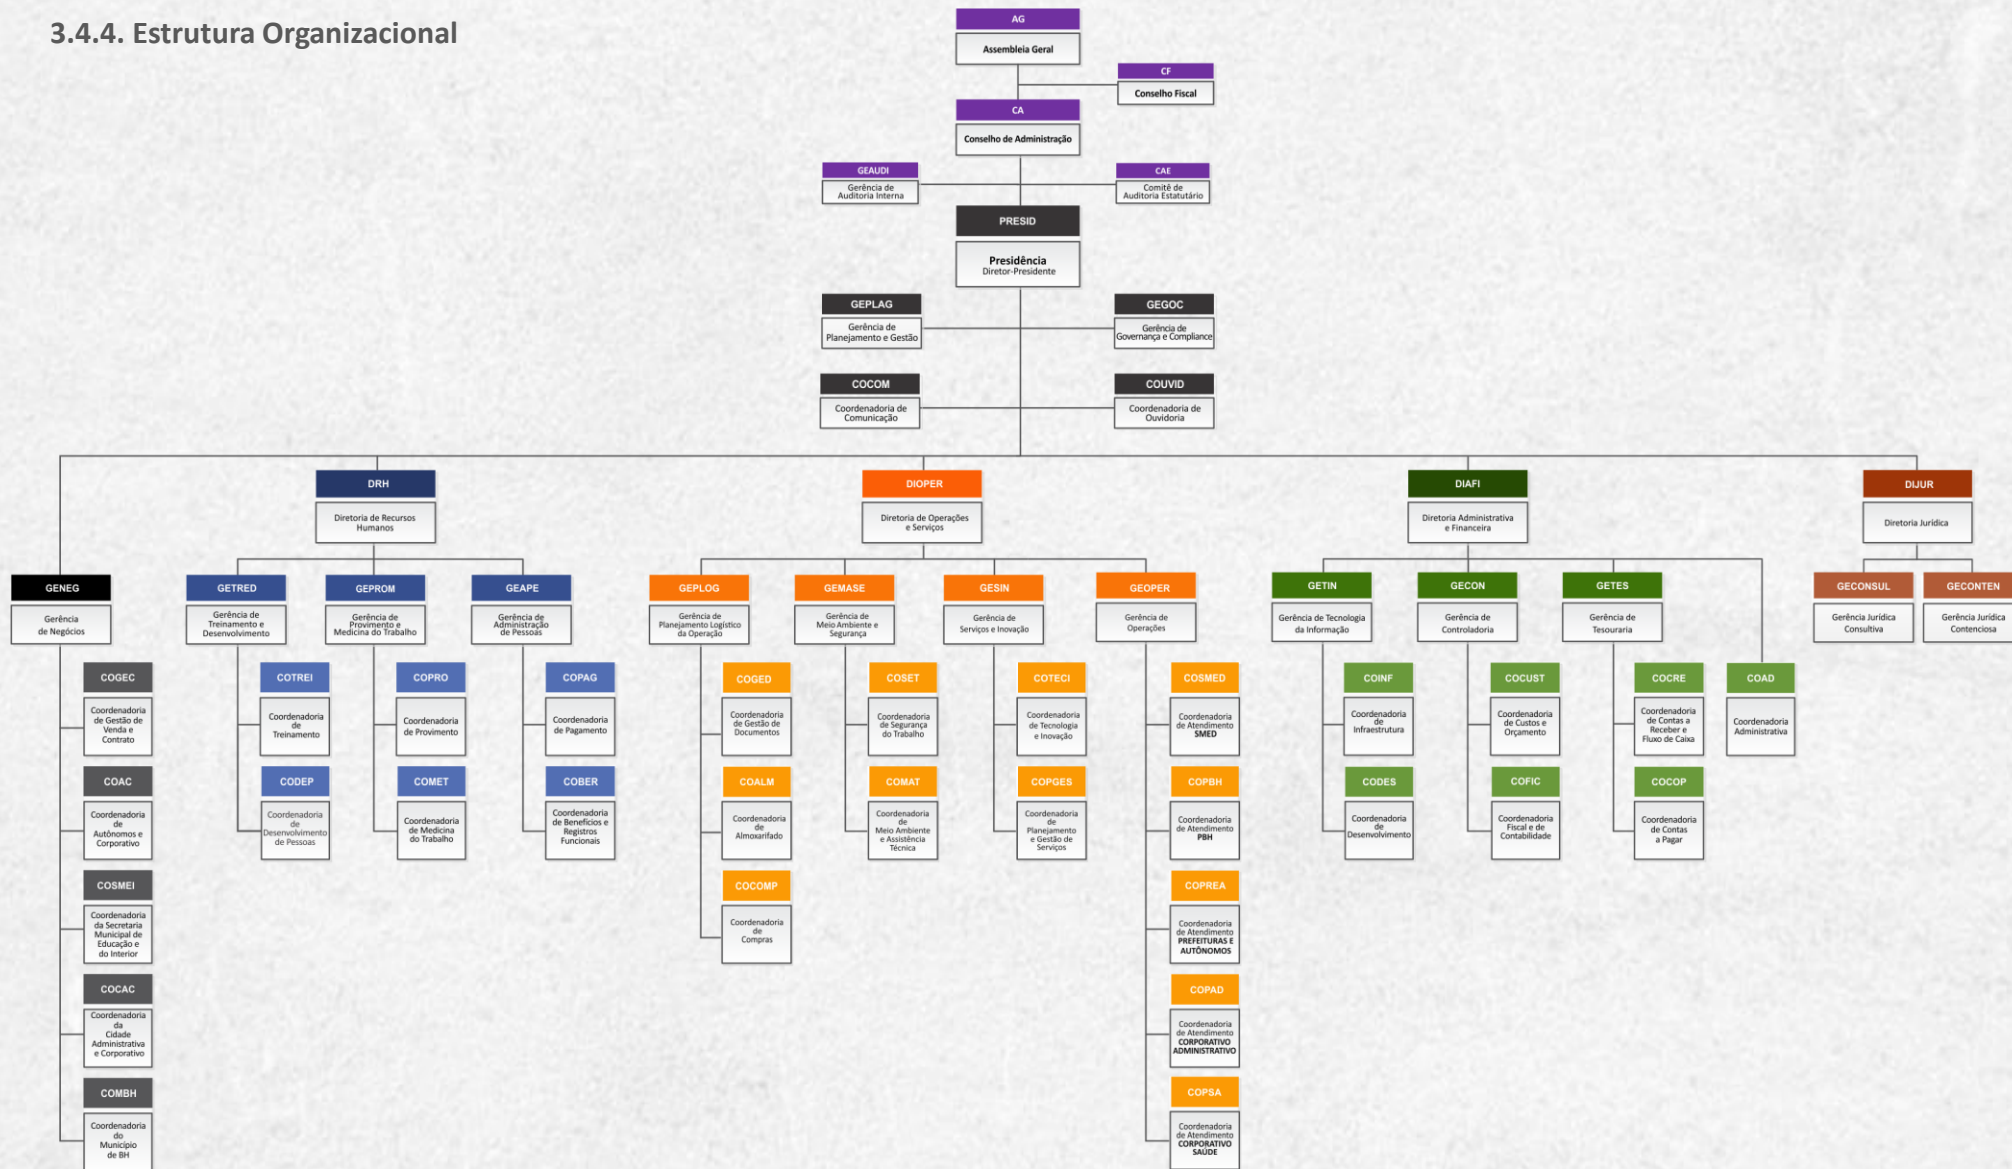 3.4.4. Estrutura Organizacional
AG
Assembleia Geral
CF
Conselho Fiscal
CA
Conselho de Administração
GEAUDI
Gerência de
Auditoria Interna
CAE
Comitê de
Auditoria Estatutário
PRESID
Presidência
Diretor-Presidente
GEPLAG
Gerência de
Planejamento e Gestão
GEGOC
Gerência de
Governança e Compliance
COCOM
Coordenadoria de
Comunicação
COUVID
Coordenadoria de
Ouvidoria
GENEG
Gerência
de Negócios
COGEC
Coordenadoria
de Gestão de
Venda e
Contrato
COAC
Coordenadoria
de
Autônomos e
Corporativo
COSMEI
Coordenadoria
da Secretaria
Municipal de
Educação e
do Interior
COCAC
Coordenadoria
da
Cidade
Administrativa
e Corporativo
COMBH
Coordenadoria
do
Município
de BH
DRH
Diretoria de Recursos
Humanos
GETRED
Gerência de
Treinamento e
Desenvolvimento
COTREI
Coordenadoria
de
Treinamento
CODEP
Coordenadoria
de
Desenvolvimento
de Pessoas
GEPROM
Gerência de
Provimento e
Medicina do Trabalho
COPRO
Coordenadoria
de Provimento
COMET
Coordenadoria
de Medicina
do Trabalho
GEAPE
Gerência de
Administração
de Pessoas
COPAG
Coordenadoria
de Pagamento
COBER
Coordenadoria
de Benefícios e
Registros
Funcionais
DIOPER
Diretoria de Operações
e Serviços
GEPLOG
Gerência de
Planejamento Logístico
da Operação
COGED
Coordenadoria
de Gestão de
Documentos
COALM
Coordenadoria
de
Almoxarifado
COCOMP
Coordenadoria
de
Compras
GEMASE
Gerência de
Meio Ambiente e
Segurança
COSET
Coordenadoria
de Segurança
do Trabalho
COMAT
Coordenadoria
de
Meio Ambiente
e Assistência
Técnica
GESIN
Gerência de
Serviços e Inovação
COTECI
Coordenadoria
de Tecnologia
e Inovação
COPGES
Coordenadoria
de
Planejamento
e Gestão de
Serviços
GEOPER
Gerência de
Operações
COSMED
Coordenadoria
de Atendimento
SMED
COPBH
Coordenadoria
de Atendimento
PBH
COPREA
Coordenadoria
de Atendimento
PREFEITURAS E
AUTÔNOMOS
COPAD
Coordenadoria
de Atendimento
CORPORATIVO
ADMINISTRATIVO
COPSA
Coordenadoria
de Atendimento
CORPORATIVO
SAÚDE
DIAFI
Diretoria Administrativa
e Financeira
GETIN
Gerência de Tecnologia
da Informação
COINF
Coordenadoria
de
Infraestrutura
CODES
Coordenadoria
de
Desenvolvimento
GECON
Gerência de
Controladoria
COCUST
Coordenadoria
de Custos e
Orçamento
COFIC
Coordenadoria
Fiscal e de
Contabilidade
GETES
Gerência de
Tesouraria
COCRE
Coordenadoria
de Contas a
Receber e
Fluxo de Caixa
COCOP
Coordenadoria
de Contas
a Pagar
COAD
Coordenadoria
Administrativa
DIJUR
Diretoria Jurídica
GECONSUL
Gerência Jurídica
Consultiva
GECONTEN
Gerência Jurídica
Contenciosa